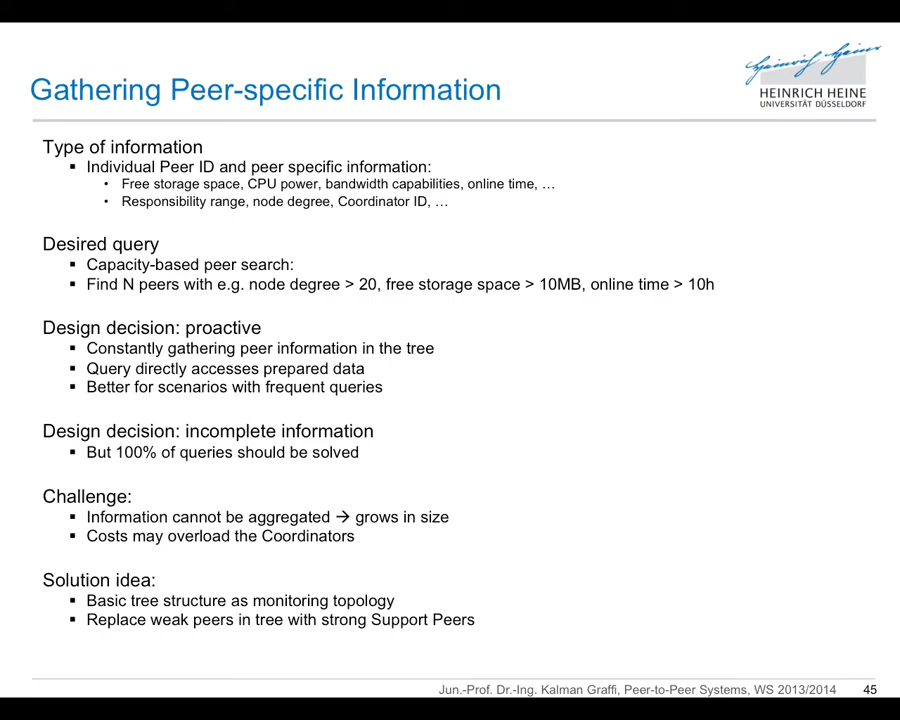 Heinrich Heine
HEINRICH HEINE
UNIVERSITÄT DÜSSELDORF
Gathering Peer-specific Information
Type of information
▪ Individual Peer ID and peer specific information:
• Free storage space, CPU power, bandwidth capabilities, online time, …
• Responsibility range, node degree, Coordinator ID, …
Desired query
▪ Capacity-based peer search:
▪ Find N peers with e.g. node degree > 20, free storage space > 10MB, online time > 10h
Design decision: proactive
▪ Constantly gathering peer information in the tree
▪ Query directly accesses prepared data
▪ Better for scenarios with frequent queries
Design decision: incomplete information
▪ But 100% of queries should be solved
Challenge:
▪ Information cannot be aggregated → grows in size
▪ Costs may overload the Coordinators
Solution idea:
▪ Basic tree structure as monitoring topology
▪ Replace weak peers in tree with strong Support Peers
Jun.-Prof. Dr.-Ing. Kalman Graffi, Peer-to-Peer Systems, WS 2013/2014 45